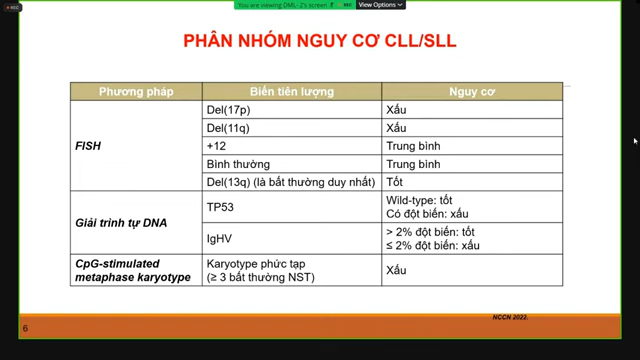 REC
You are viewing DML-Z's screen
REC
View Options
PHÂN NHÓM NGUY CƠ CLL/SLL
Phương pháp
Biến tiên lượng
Nguy cơ
FISH
Del(17p)
Xấu
Del(11q)
Xấu
+12
Trung bình
Bình thường
Trung bình
Del(13q) (là bất thường duy nhất)
Tốt
Giải trình tự DNA
TP53
Wild-type: tốt
Có đột biến: xấu
IgHV
> 2% đột biến: tốt
≤ 2% đột biến: xấu
CpG-stimulated
metaphase karyotype
Karyotype phức tạp
(≥ 3 bất thường NST)
Xấu
NCCN 2022.
6